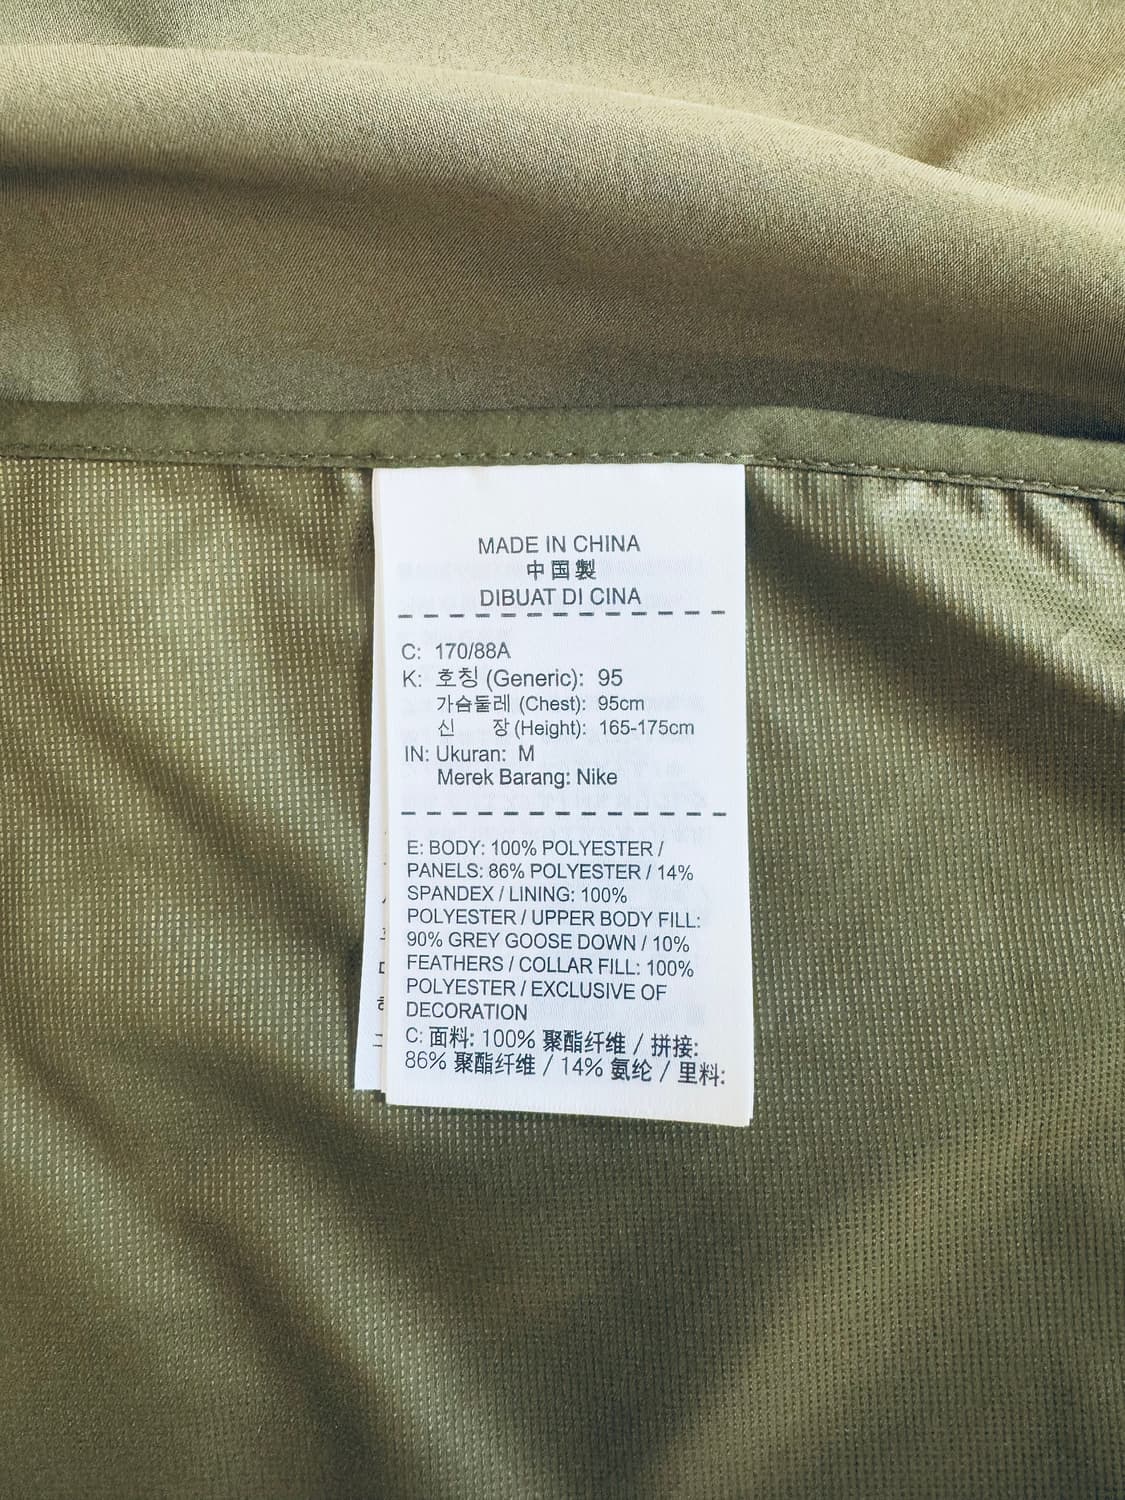 MADE IN CHINA
中国製
DIBUAT DI CINA
C: 170/88A
K: 호칭 (Generic): 95
가슴둘레 (Chest): 95cm
신 장 (Height): 165-175cm
IN: Ukuran: M
Merek Barang: Nike
E: BODY: 100% POLYESTER /
PANELS: 86% POLYESTER / 14%
SPANDEX / LINING: 100%
POLYESTER / UPPER BODY FILL:
90% GREY GOOSE DOWN / 10%
FEATHERS / COLLAR FILL: 100%
POLYESTER / EXCLUSIVE OF
DECORATION
C: 面料: 100% 聚酯纤维 / 拼接:
86% 聚酯纤维 / 14% 氨纶 / 里料: